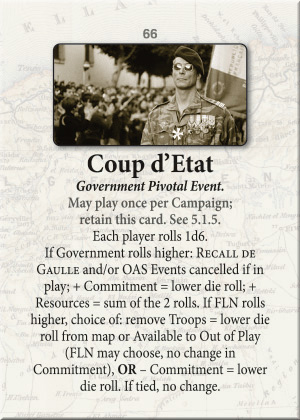 66
Coup d'Etat
Government Pivotal Event.
May play once per Campaign;
retain this card. See 5.1.5.
Each player rolls 1d6.
If Government rolls higher: RECALL DE
GAULLE and/or OAS Events cancelled if in
play; + Commitment = lower die roll; +
Resources = sum of the 2 rolls. If FLN rolls
higher, choice of: remove Troops = lower die
roll from map or Available to Out of Play
(FLN may choose, no change in
Commitment), OR – Commitment = lower
die roll. If tied, no change.